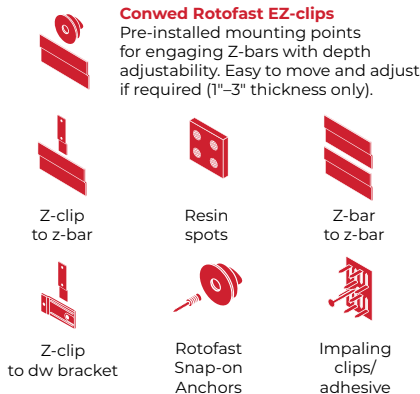 Conwed Rotofast EZ-clips
Pre-installed mounting points
for engaging Z-bars with depth
adjustability. Easy to move and adjust
if required (1"–3" thickness only).
Z-clip
to z-bar
Resin
spots
Z-bar
to z-bar
Z-clip
to dw bracket
Rotofast
Snap-on
Anchors
Impaling
clips/
adhesive